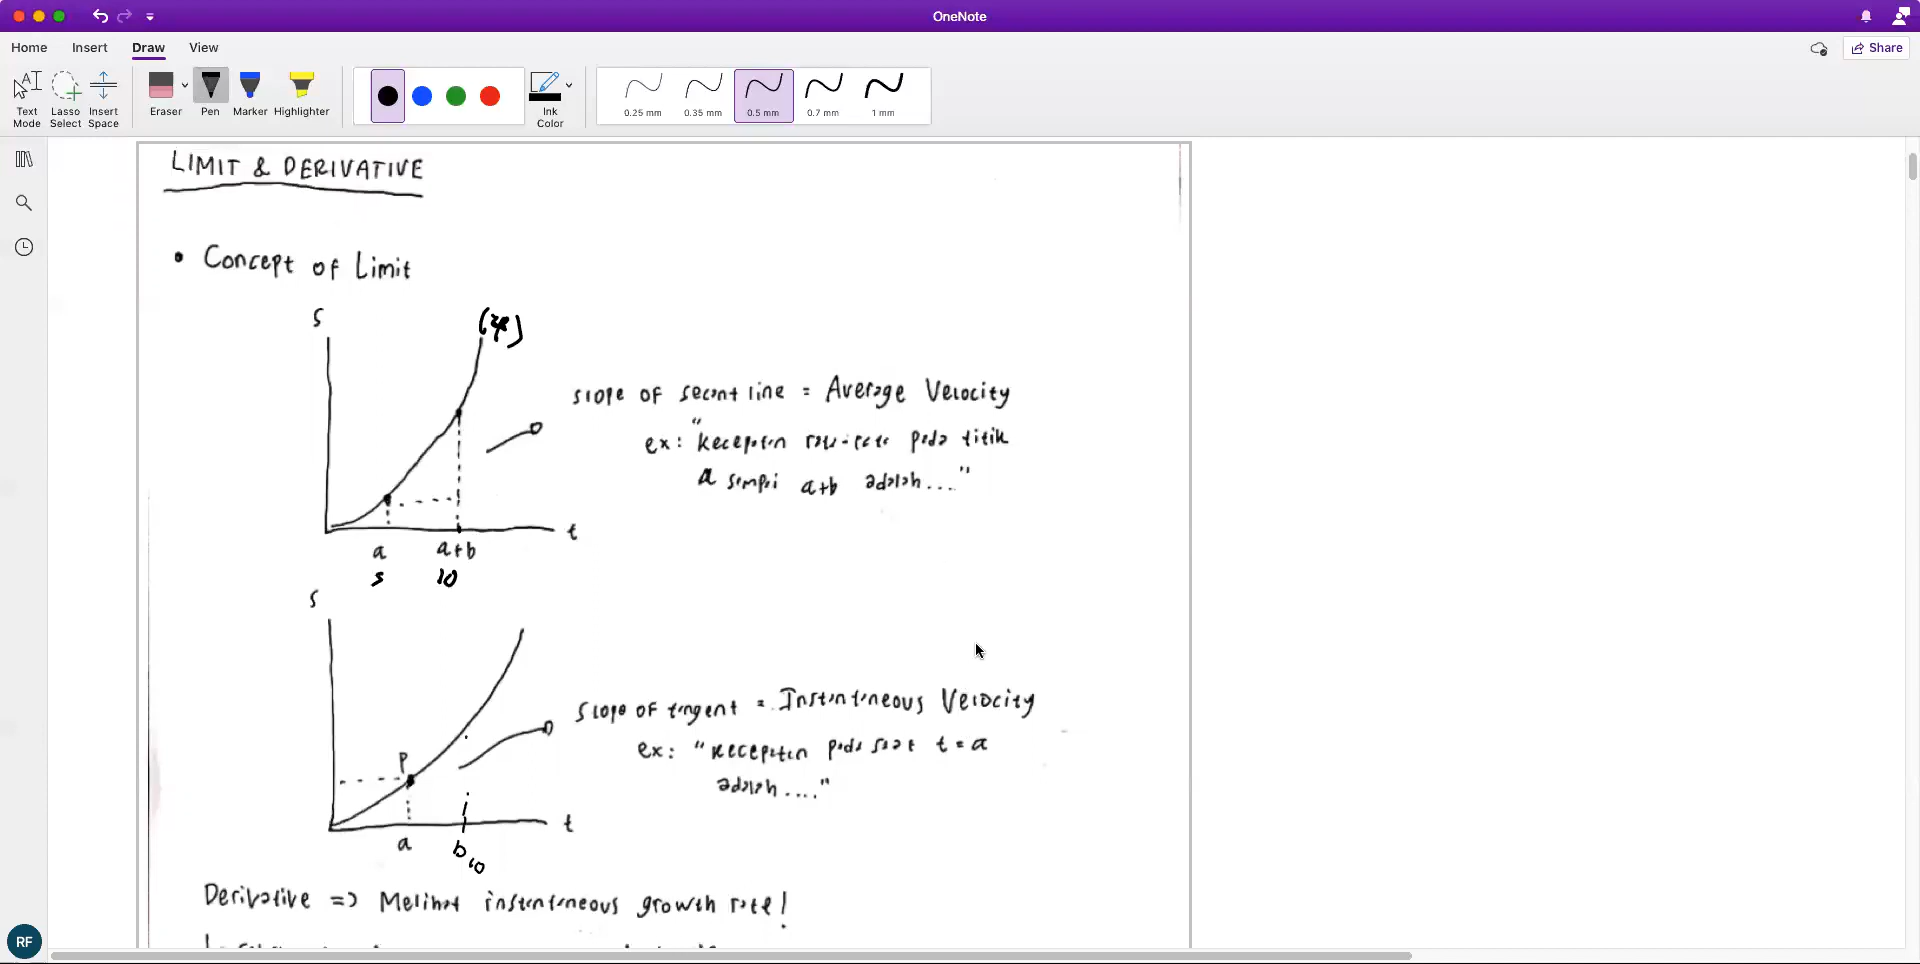 OneNote
Home Insert Draw View
Share
Text Mode
Lasso Select
Insert Space
Eraser
Pen
Marker
Highlighter
Ink Color
0.25 mm
0.35 mm
0.5 mm
0.7 mm
1 mm
LIMIT & DERIVATIVE
• Concept of Limit
S
slope of secant line = Average Velocity
ex: "kecepatan rata-rata pada titik
a sampai a+b adalah...."
t
a a+b
5 10
S
slope of tangent = Instantaneous Velocity
P
ex: "kecepatan pada saat t = a
adalah...."
t
a b 10
Derivative => Melihat instantaneous growth rate!
RF